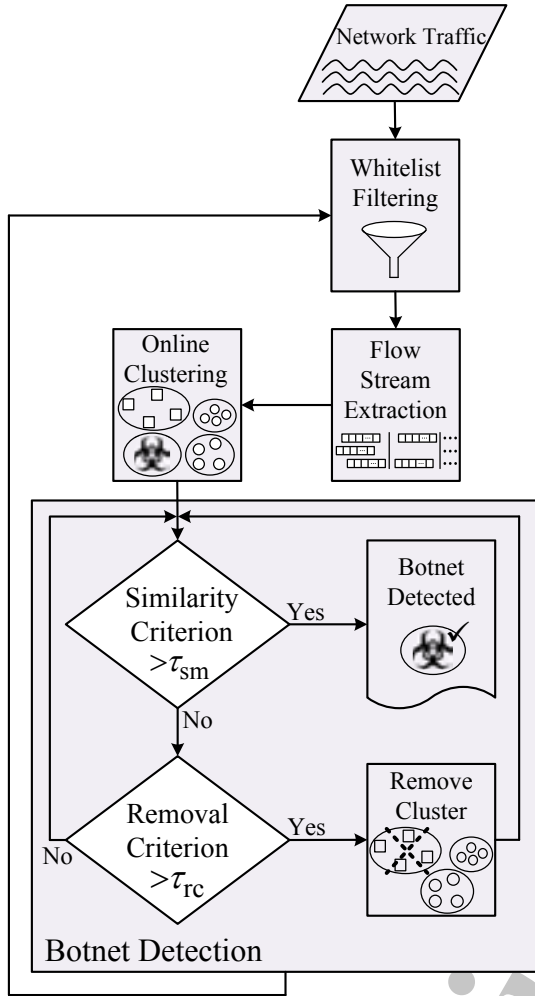 Network Traffic
Whitelist
Filtering
Online
Clustering
Flow
Stream
Extraction
Similarity
Criterion
>τsm
Yes
Botnet
Detected
No
Removal
Criterion
>τrc
Yes
No
Remove
Cluster
Botnet Detection